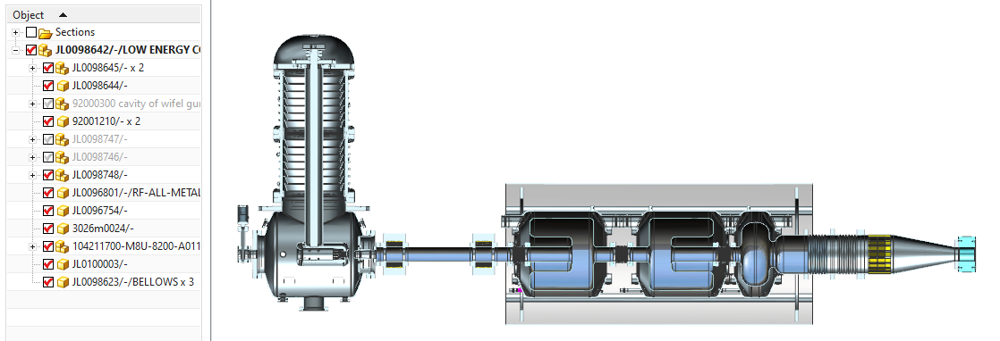 Object
Sections
JL0098642/-/LOW ENERGY C
JL0098645/- x 2
JL0098644/-
92000300 cavity of wifel gu
92001210/- x 2
JL0098747/-
JL0098746/-
JL0098748/-
JL0096801/-/RF-ALL-METAL
JL0096754/-
3026m0024/-
104211700-M8U-8200-A011
JL0100003/-
JL0098623/-/BELLOWS x 3